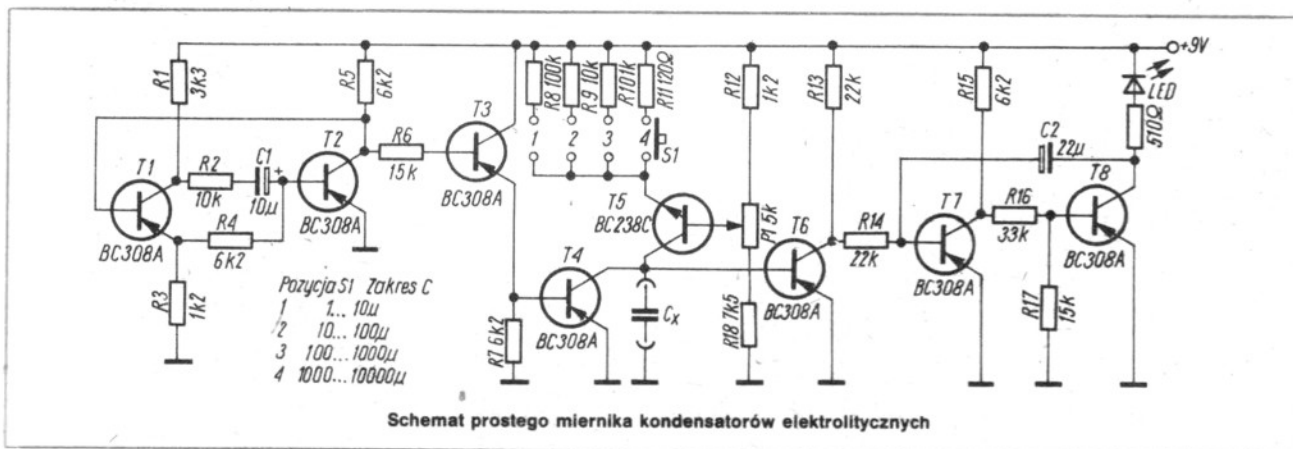 +9V
R1 3k3
R5 6k2
T3
R8 100k
R9 10k
R10 1k
R11 120Ω
R12 1k2
R13 22k
R15 6k2
LED
510Ω
1
2
3
4
S1
T1
R2 10k
C1 10µ
+
T2
R6 15k
BC308A
T5
BC238C
P1 5k
T6
R14 22k
C2 22µ
T7
R16 33k
T8
BC308A
BC308A
R4 6k2
R3 1k2
T4
BC308A
BC308A
BC308A
BC308A
R17 15k
R7 6k2
Cx
R18 7k5
BC308A
Pozycja S1 Zakres C
1 1... 10µ
2 10... 100µ
3 100... 1000µ
4 1000... 10000µ
Schemat prostego miernika kondensatorów elektrolitycznych